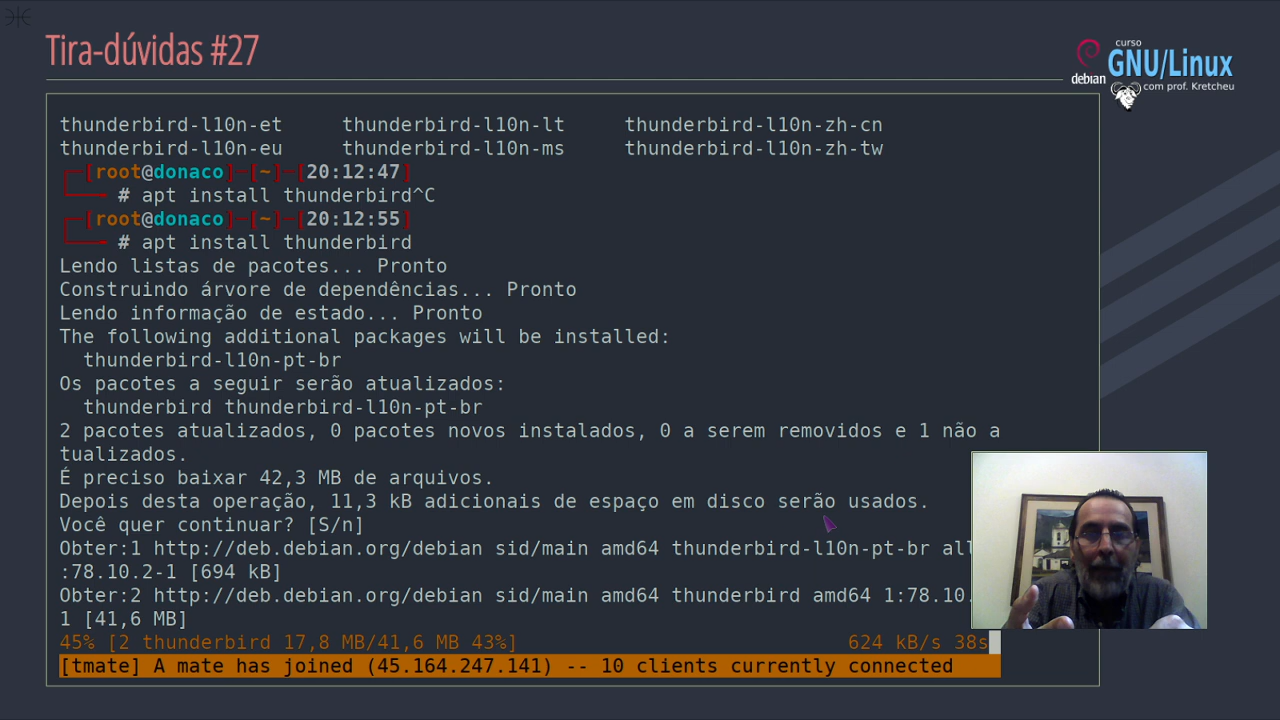 Tira-dúvidas #27
curso
GNU/Linux
debian
com prof. Kretcheu
thunderbird-l10n-et thunderbird-l10n-lt thunderbird-l10n-zh-cn
thunderbird-l10n-eu thunderbird-l10n-ms thunderbird-l10n-zh-tw
[root@donaco]-[~]-[20:12:47]
# apt install thunderbird^C
[root@donaco]-[~]-[20:12:55]
# apt install thunderbird
Lendo listas de pacotes... Pronto
Construindo árvore de dependências... Pronto
Lendo informação de estado... Pronto
The following additional packages will be installed:
thunderbird-l10n-pt-br
Os pacotes a seguir serão atualizados:
thunderbird thunderbird-l10n-pt-br
2 pacotes atualizados, 0 pacotes novos instalados, 0 a serem removidos e 1 não a
tualizados.
É preciso baixar 42,3 MB de arquivos.
Depois desta operação, 11,3 kB adicionais de espaço em disco serão usados.
Você quer continuar? [S/n]
Obter:1 http://deb.debian.org/debian sid/main amd64 thunderbird-l10n-pt-br al
:78.10.2-1 [694 kB]
Obter:2 http://deb.debian.org/debian sid/main amd64 thunderbird amd64 1:78.10.
1 [41,6 MB]
45% [2 thunderbird 17,8 MB/41,6 MB 43%] 624 kB/s 38s
[tmate] A mate has joined (45.164.247.141) -- 10 clients currently connected